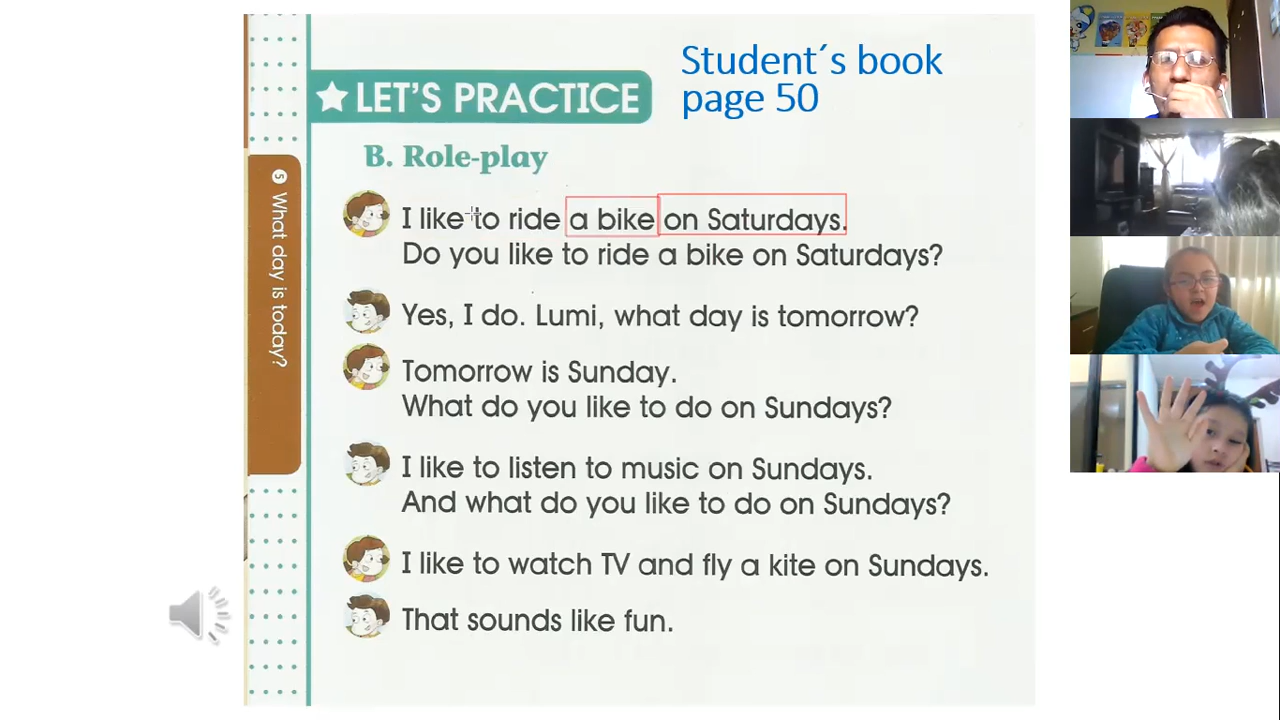 Student´s book
page 50
★ LET'S PRACTICE
B. Role-play
5 What day is today?
I like to ride a bike on Saturdays.
Do you like to ride a bike on Saturdays?
Yes, I do. Lumi, what day is tomorrow?
Tomorrow is Sunday.
What do you like to do on Sundays?
I like to listen to music on Sundays.
And what do you like to do on Sundays?
I like to watch TV and fly a kite on Sundays.
That sounds like fun.